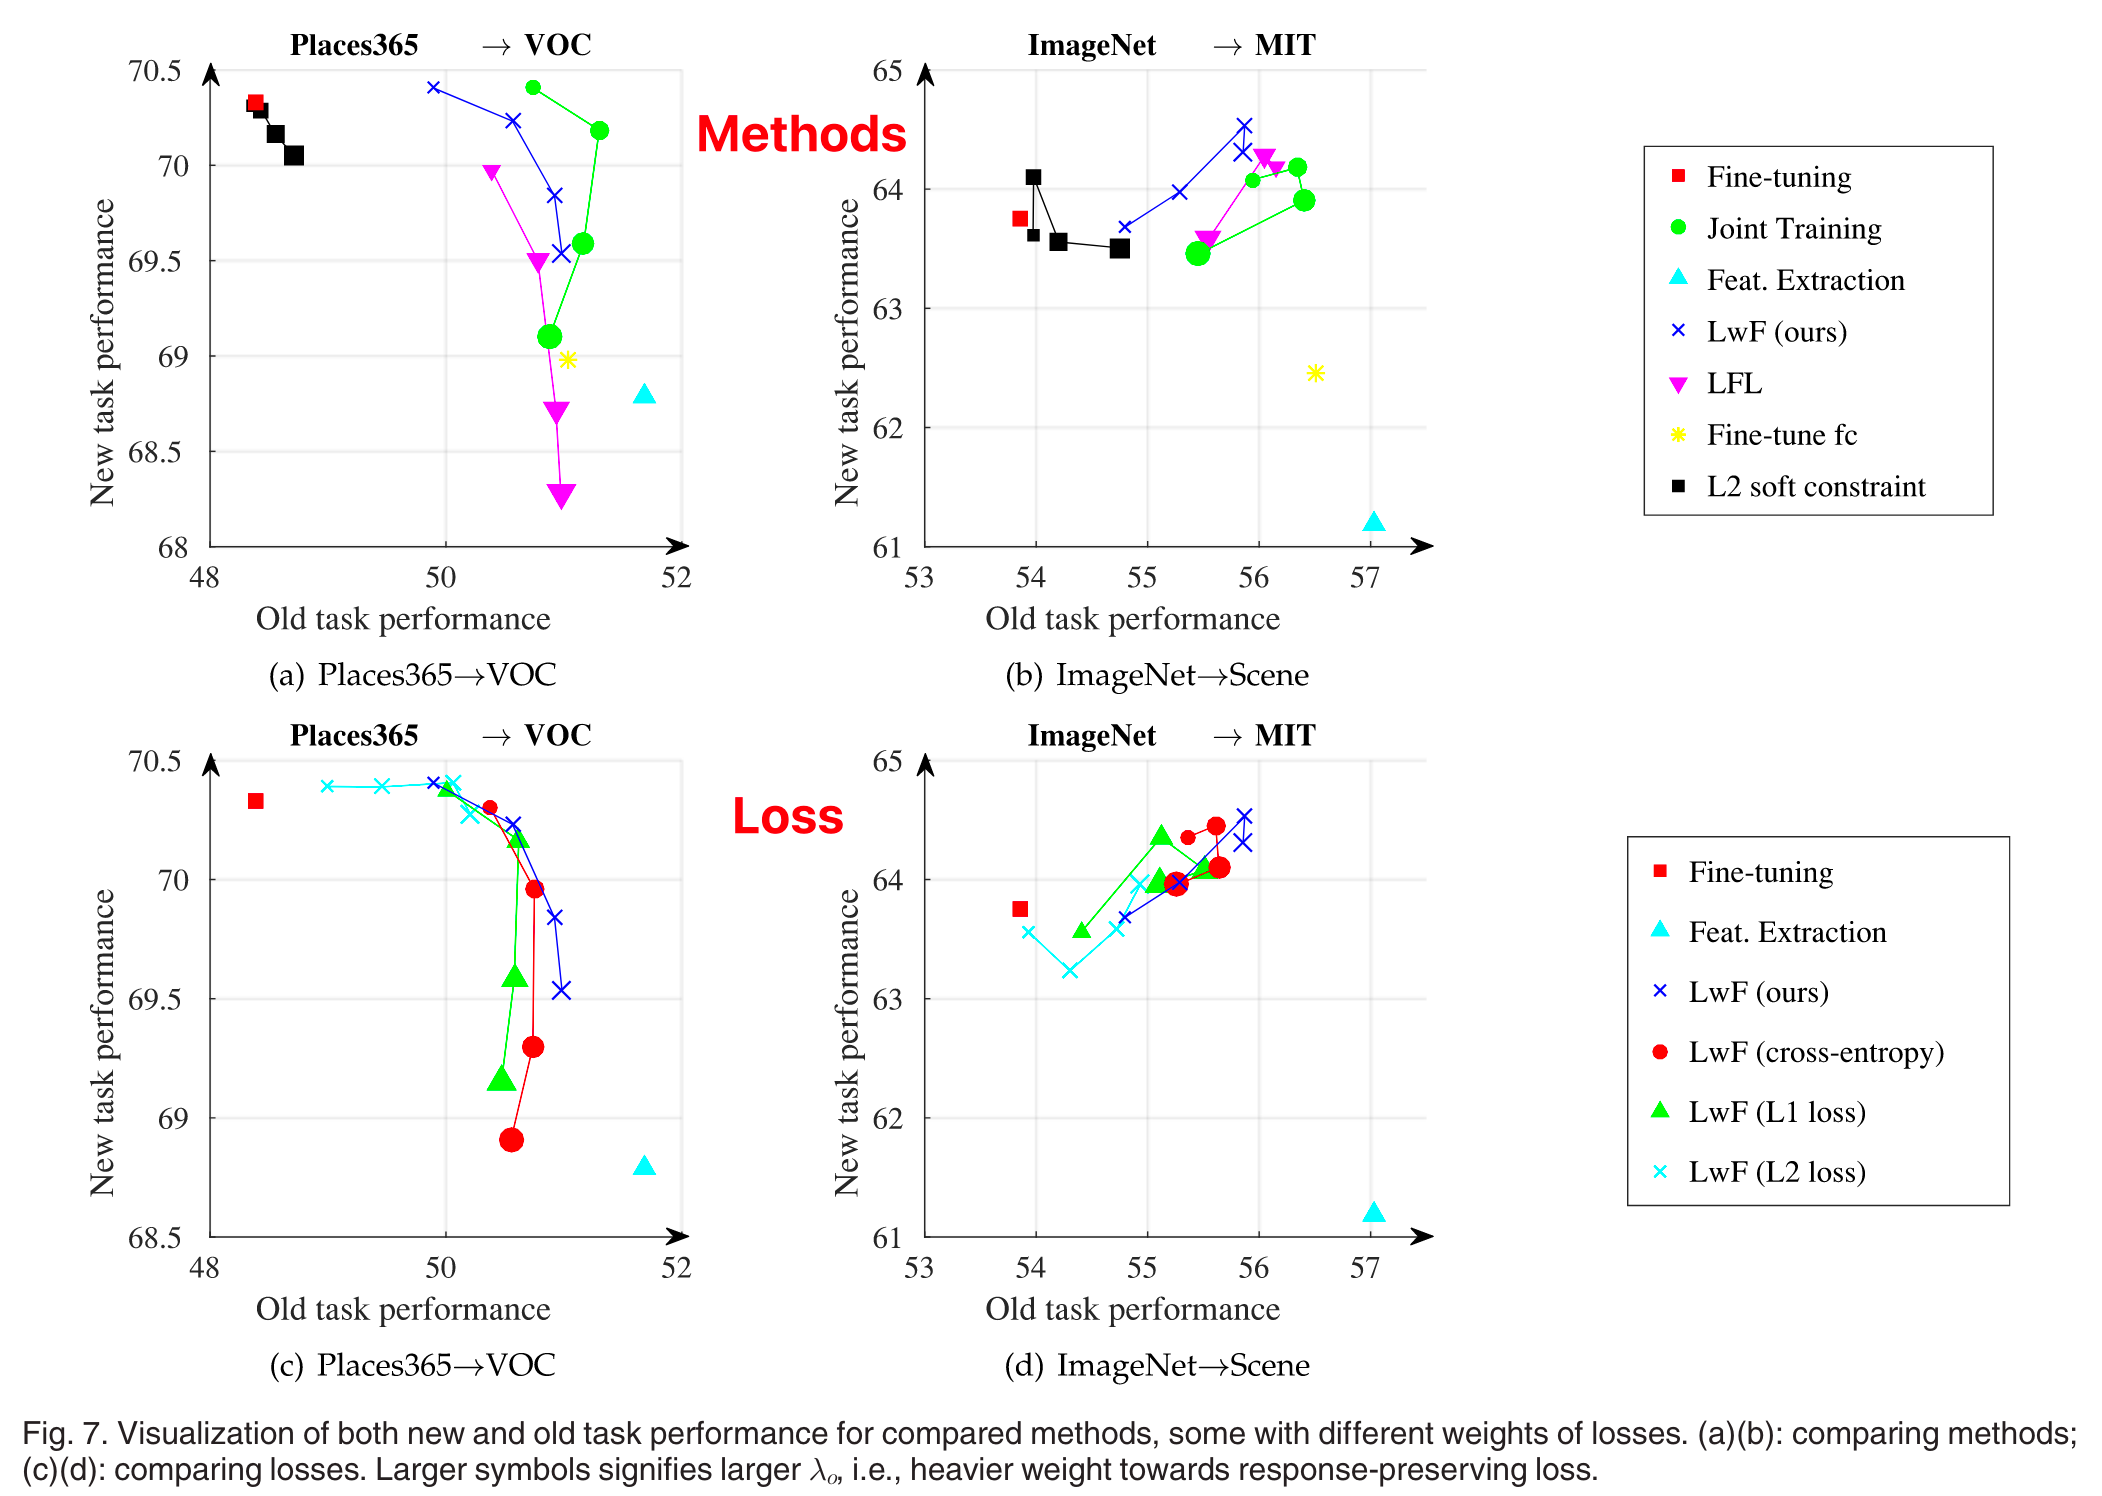 Places365 → VOC
70.5
70
69.5
69
68.5
68
48
50
52
New task performance
Old task performance
(a) Places365→VOC
Methods
ImageNet → MIT
65
64
63
62
61
53
54
55
56
57
New task performance
Old task performance
(b) ImageNet→Scene
Fine-tuning
Joint Training
Feat. Extraction
LwF (ours)
LFL
Fine-tune fc
L2 soft constraint
Places365 → VOC
70.5
70
69.5
69
68.5
48
50
52
New task performance
Old task performance
(c) Places365→VOC
Loss
ImageNet → MIT
65
64
63
62
61
53
54
55
56
57
New task performance
Old task performance
(d) ImageNet→Scene
Fine-tuning
Feat. Extraction
LwF (ours)
LwF (cross-entropy)
LwF (L1 loss)
LwF (L2 loss)
Fig. 7. Visualization of both new and old task performance for compared methods, some with different weights of losses. (a)(b): comparing methods;
(c)(d): comparing losses. Larger symbols signifies larger λₒ, i.e., heavier weight towards response-preserving loss.